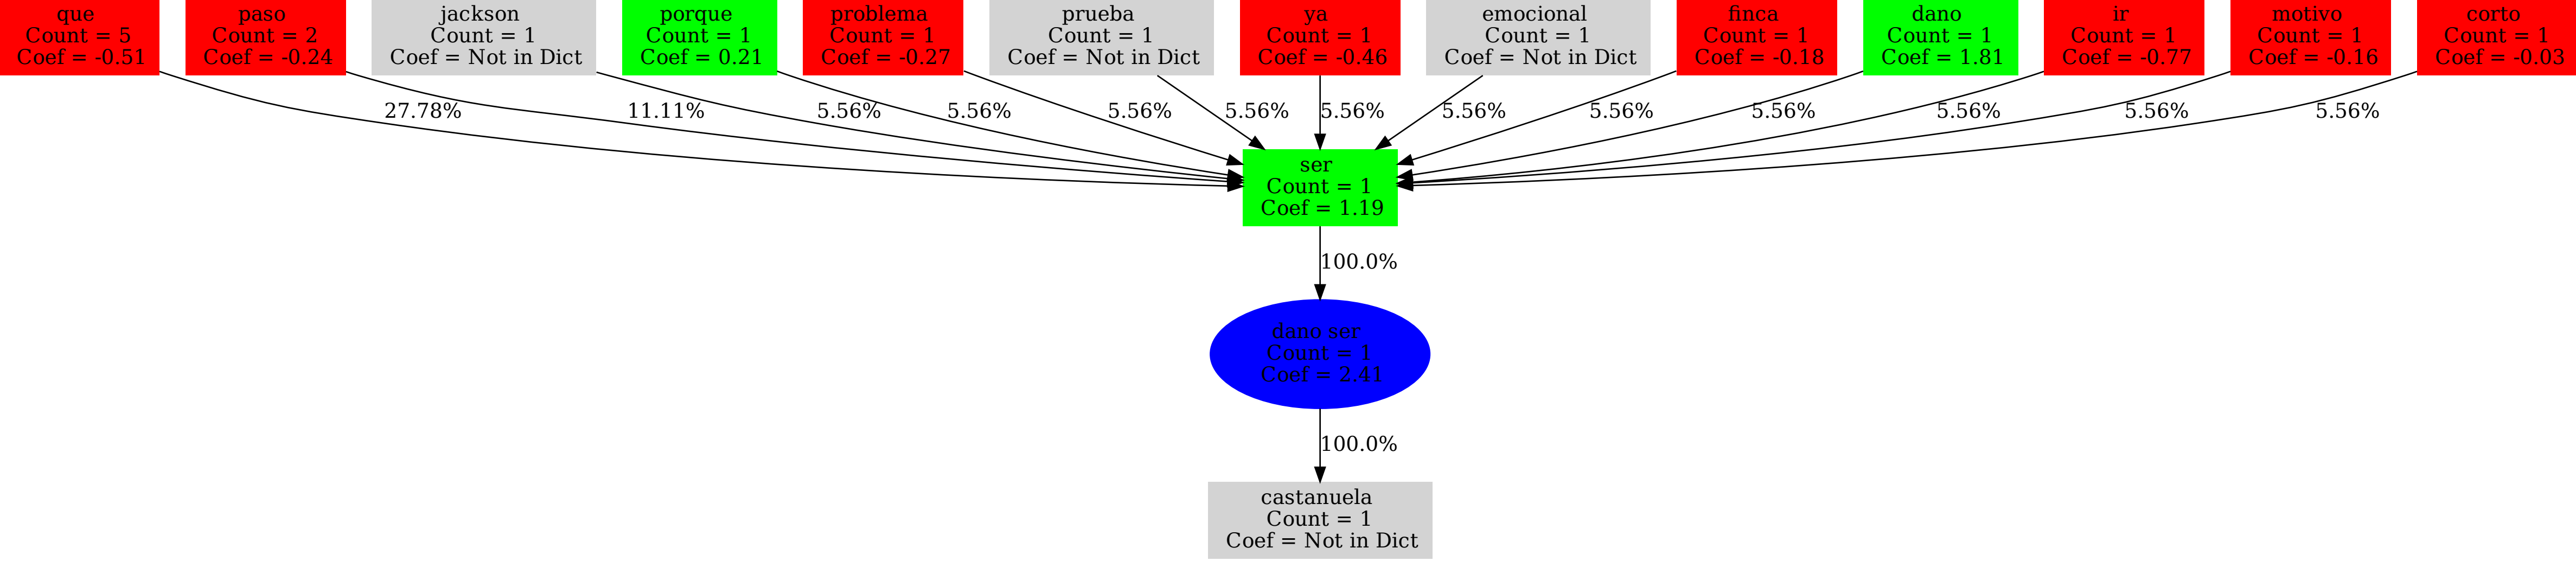 que
Count = 5
Coef = -0.51
paso
Count = 2
Coef = -0.24
jackson
Count = 1
Coef = Not in Dict
porque
Count = 1
Coef = 0.21
problema
Count = 1
Coef = -0.27
prueba
Count = 1
Coef = Not in Dict
ya
Count = 1
Coef = -0.46
emocional
Count = 1
Coef = Not in Dict
finca
Count = 1
Coef = -0.18
dano
Count = 1
Coef = 1.81
ir
Count = 1
Coef = -0.77
motivo
Count = 1
Coef = -0.16
corto
Count = 1
Coef = -0.03
27.78%
11.11%
5.56%
5.56%
5.56%
5.56%
5.56%
5.56%
5.56%
5.56%
5.56%
5.56%
5.56%
ser
Count = 1
Coef = 1.19
100.0%
dano ser
Count = 1
Coef = 2.41
100.0%
castanuela
Count = 1
Coef = Not in Dict